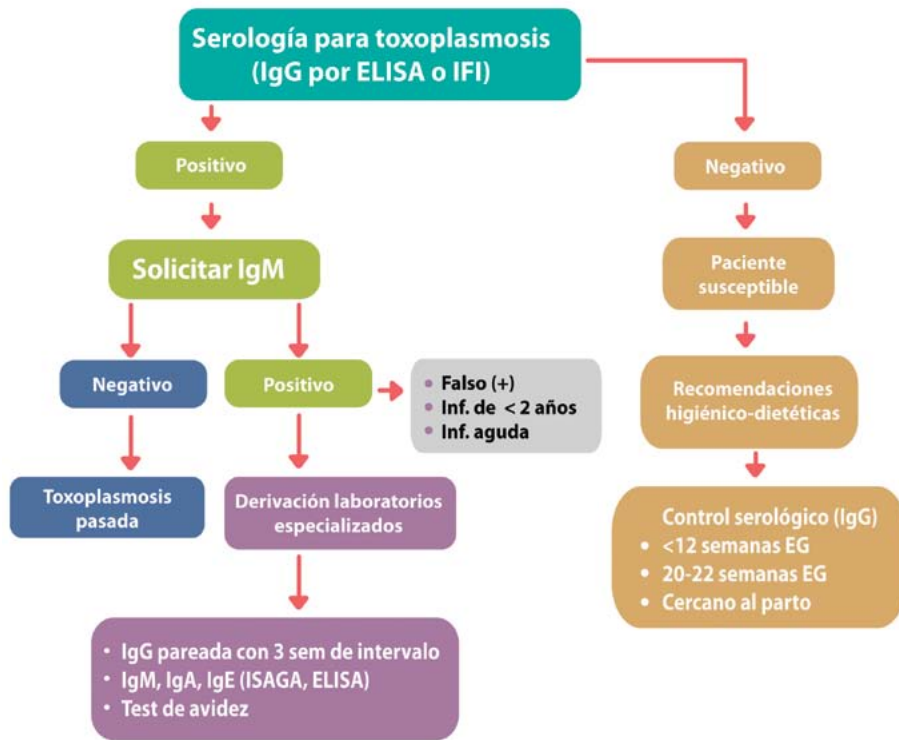 Serología para toxoplasmosis
(IgG por ELISA o IFI)
Positivo
Negativo
Solicitar IgM
Paciente
susceptible
Negativo
Positivo
• Falso (+)
• Inf. de < 2 años
• Inf. aguda
Recomendaciones
higiénico-dietéticas
Toxoplasmosis
pasada
Derivación laboratorios
especializados
Control serológico (IgG)
• <12 semanas EG
• 20-22 semanas EG
• Cercano al parto
• IgG pareada con 3 sem de intervalo
• IgM, IgA, IgE (ISAGA, ELISA)
• Test de avidez